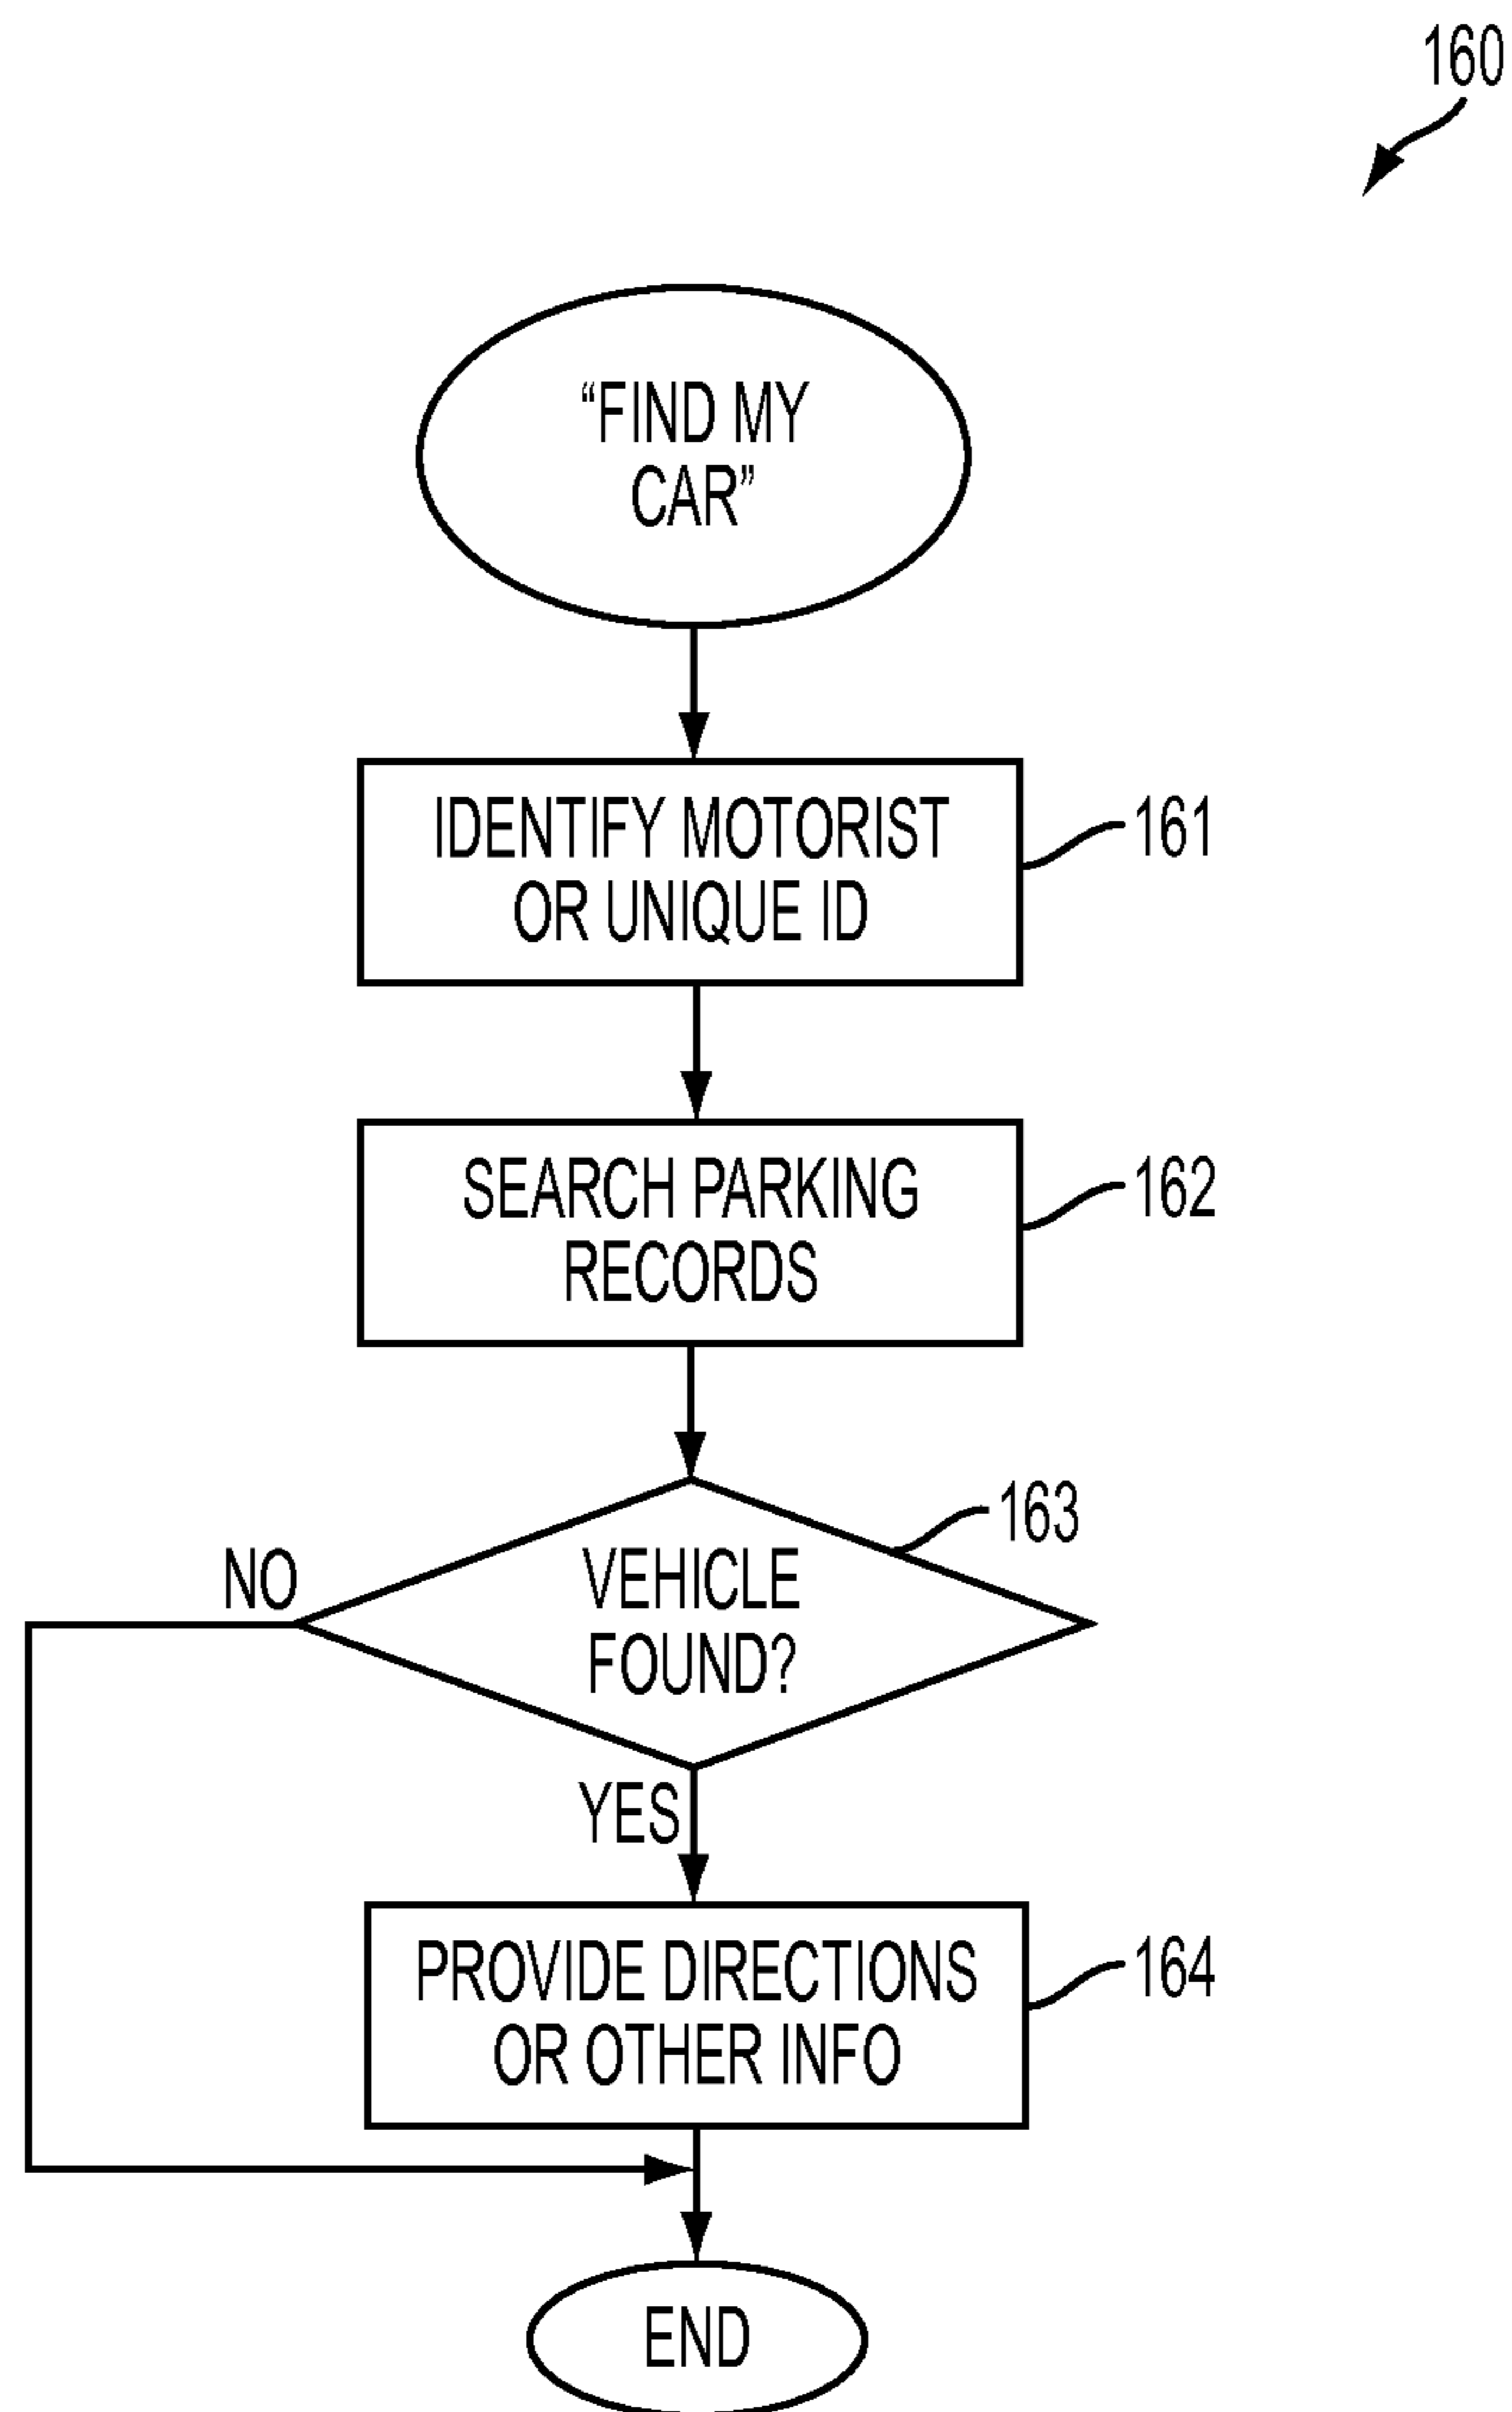 160
“FIND MY
CAR”
IDENTIFY MOTORIST
OR UNIQUE ID
161
SEARCH PARKING
RECORDS
162
163
NO
VEHICLE
FOUND?
YES
PROVIDE DIRECTIONS
OR OTHER INFO
164
END